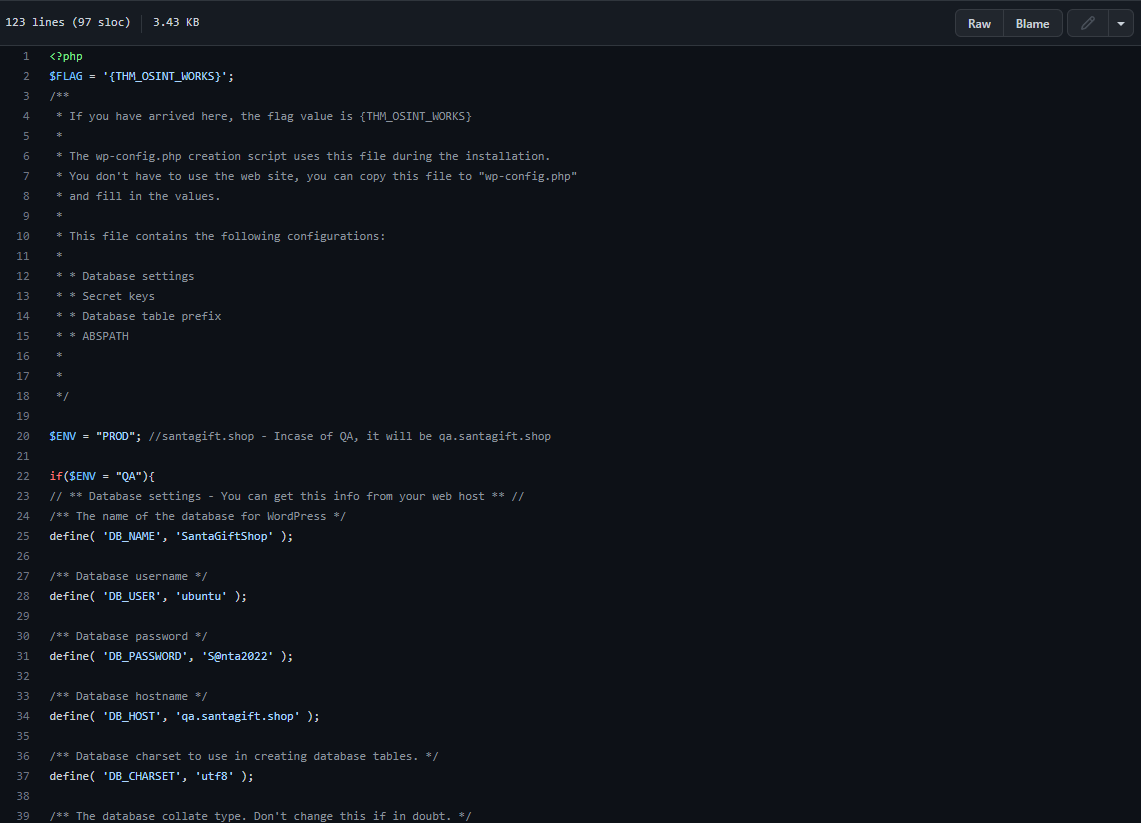 123 lines (97 sloc) 3.43 KB Raw Blame
1 <?php
2 $FLAG = '{THM_OSINT_WORKS}';
3 /**
4 * If you have arrived here, the flag value is {THM_OSINT_WORKS}
5 *
6 * The wp-config.php creation script uses this file during the installation.
7 * You don't have to use the web site, you can copy this file to "wp-config.php"
8 * and fill in the values.
9 *
10 * This file contains the following configurations:
11 *
12 * * Database settings
13 * * Secret keys
14 * * Database table prefix
15 * * ABSPATH
16 *
17 *
18 */
19
20 $ENV = "PROD"; //santagift.shop - Incase of QA, it will be qa.santagift.shop
21
22 if($ENV = "QA"){
23 // ** Database settings - You can get this info from your web host ** //
24 /** The name of the database for WordPress */
25 define( 'DB_NAME', 'SantaGiftShop' );
26
27 /** Database username */
28 define( 'DB_USER', 'ubuntu' );
29
30 /** Database password */
31 define( 'DB_PASSWORD', 'S@nta2022' );
32
33 /** Database hostname */
34 define( 'DB_HOST', 'qa.santagift.shop' );
35
36 /** Database charset to use in creating database tables. */
37 define( 'DB_CHARSET', 'utf8' );
38
39 /** The database collate type. Don't change this if in doubt. */